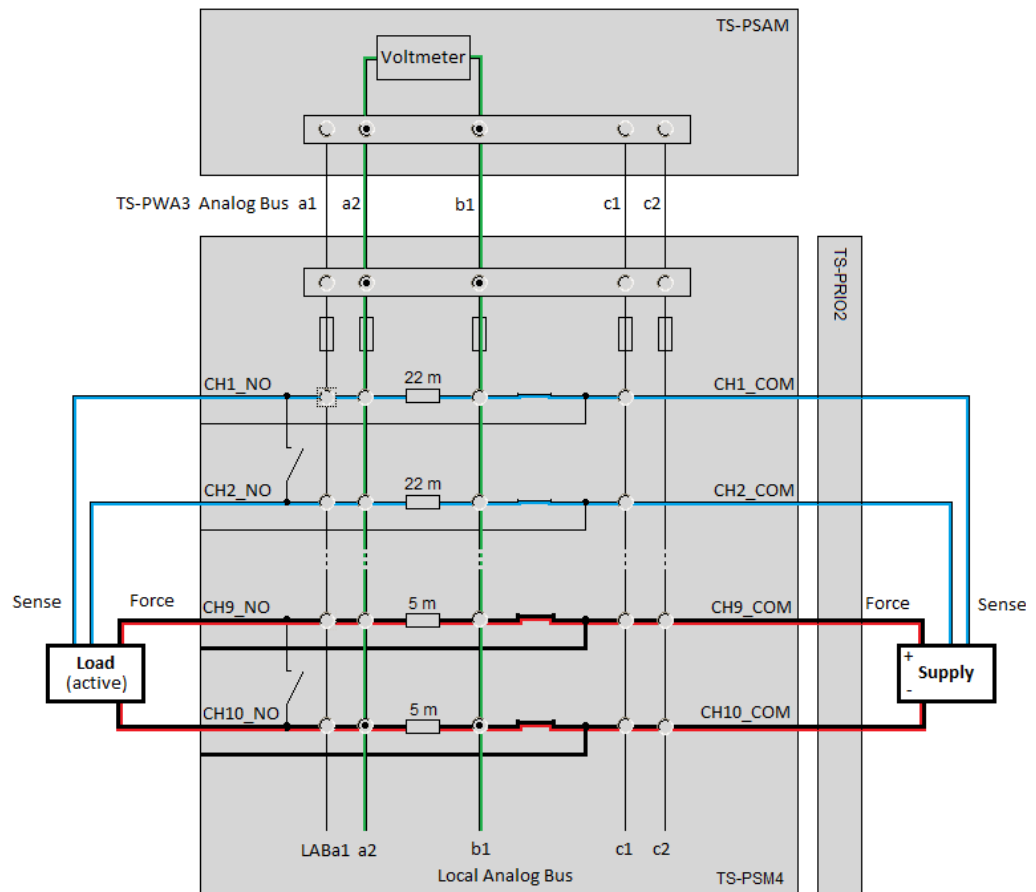 TS-PSAM
Voltmeter
TS-PWA3 Analog Bus a1 a2 b1 c1 c2
TS-PRIO2
CH1_NO 22 m CH1_COM
CH2_NO 22 m CH2_COM
Sense Force CH9_NO 5 m CH9_COM Force Sense
Load
(active)
+
Supply
-
CH10_NO 5 m CH10_COM
LABa1 a2 b1 c1 c2
Local Analog Bus
TS-PSM4